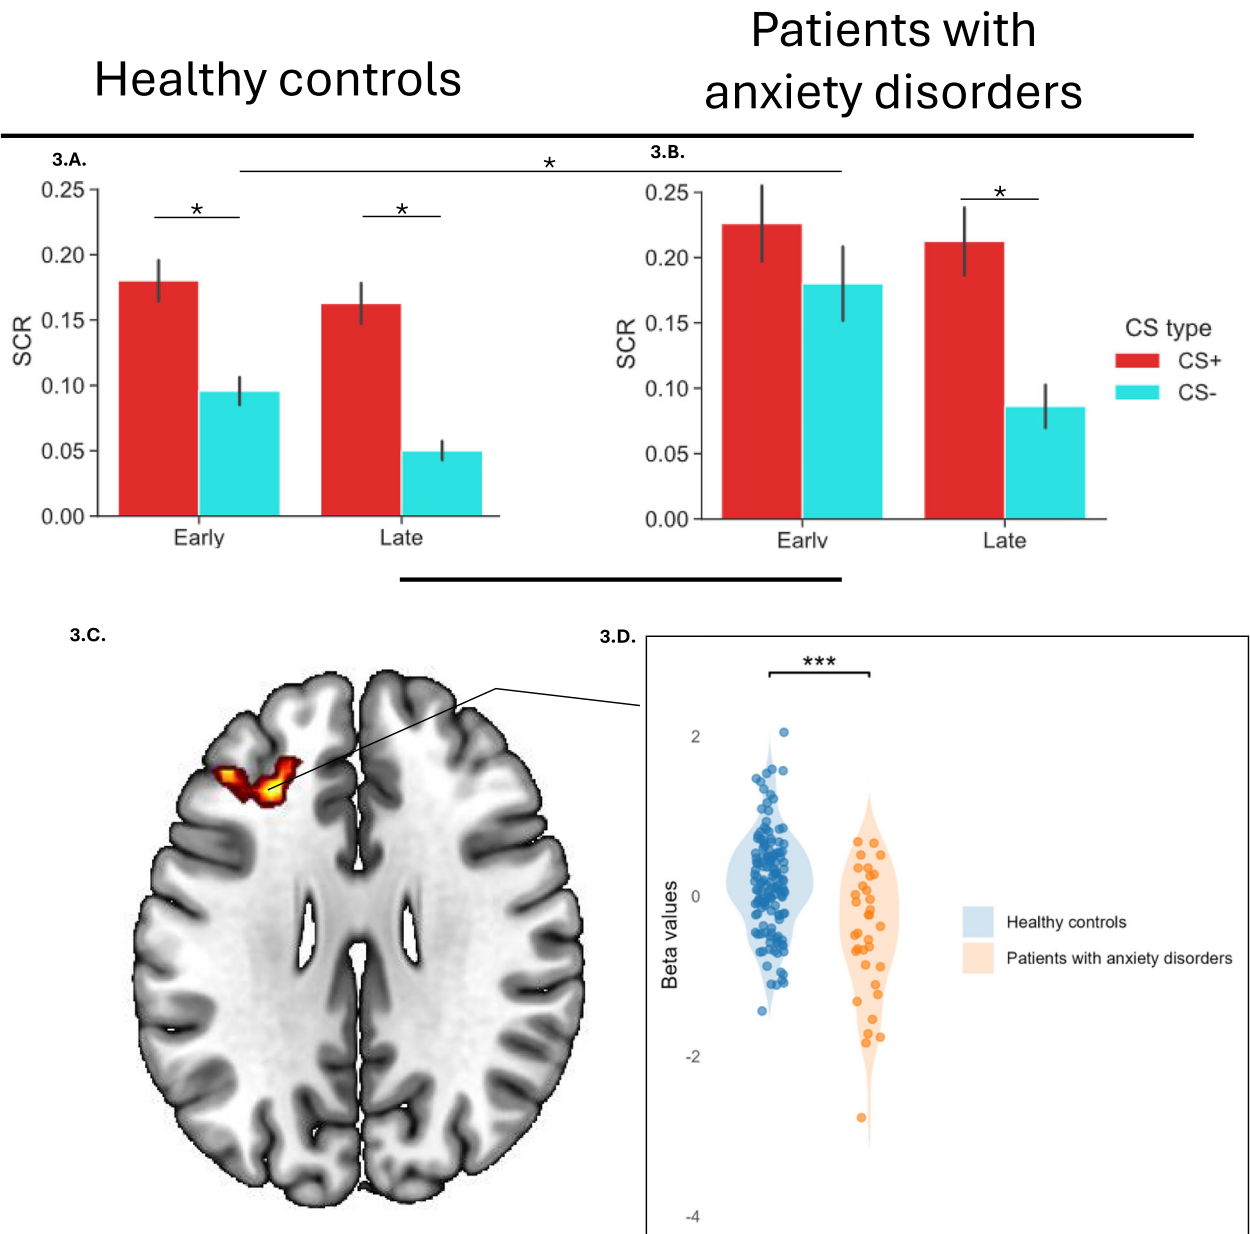 Healthy controls
Patients with
anxiety disorders
3.A.
*
3.B.
0.25
0.20
0.15
0.10
0.05
0.00
SCR
*
*
Early
Late
0.25
0.20
0.15
0.10
0.05
0.00
SCR
*
Early
Late
CS type
CS+
CS-
3.C.
3.D.
***
2
0
-2
-4
Beta values
Healthy controls
Patients with anxiety disorders